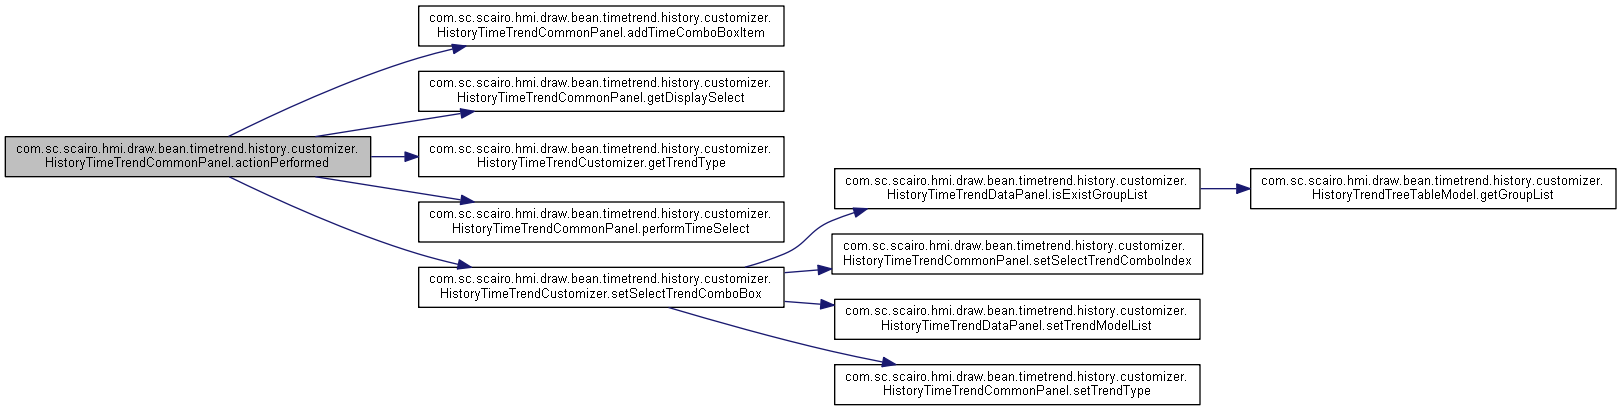 com.sc.scairo.hmi.draw.bean.timetrend.history.customizer.
HistoryTimeTrendCommonPanel.actionPerformed
com.sc.scairo.hmi.draw.bean.timetrend.history.customizer.
HistoryTimeTrendCommonPanel.addTimeComboBoxItem
com.sc.scairo.hmi.draw.bean.timetrend.history.customizer.
HistoryTimeTrendCommonPanel.getDisplaySelect
com.sc.scairo.hmi.draw.bean.timetrend.history.customizer.
HistoryTimeTrendCustomizer.getTrendType
com.sc.scairo.hmi.draw.bean.timetrend.history.customizer.
HistoryTimeTrendCommonPanel.performTimeSelect
com.sc.scairo.hmi.draw.bean.timetrend.history.customizer.
HistoryTimeTrendCustomizer.setSelectTrendComboBox
com.sc.scairo.hmi.draw.bean.timetrend.history.customizer.
HistoryTimeTrendDataPanel.isExistGroupList
com.sc.scairo.hmi.draw.bean.timetrend.history.customizer.
HistoryTrendTreeTableModel.getGroupList
com.sc.scairo.hmi.draw.bean.timetrend.history.customizer.
HistoryTimeTrendCommonPanel.setSelectTrendComboIndex
com.sc.scairo.hmi.draw.bean.timetrend.history.customizer.
HistoryTimeTrendDataPanel.setTrendModelList
com.sc.scairo.hmi.draw.bean.timetrend.history.customizer.
HistoryTimeTrendCommonPanel.setTrendType